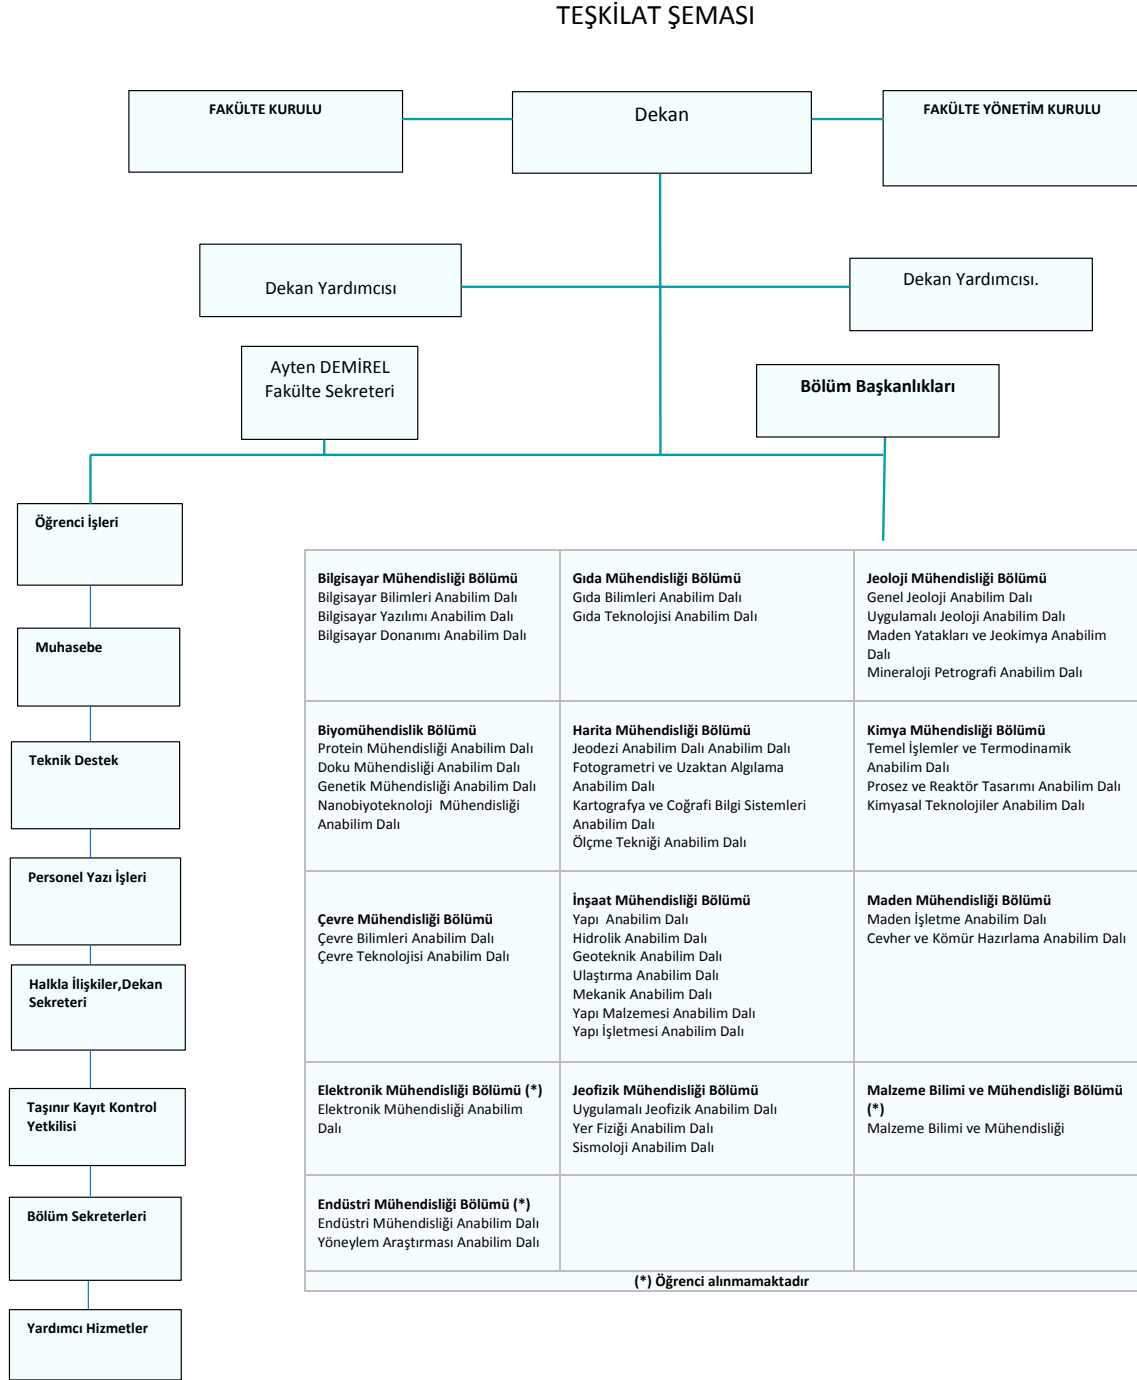 TEŞKİLAT ŞEMASI
FAKÜLTE KURULU
Dekan
FAKÜLTE YÖNETİM KURULU
Dekan Yardımcısı
Dekan Yardımcısı.
Ayten DEMİREL
Fakülte Sekreteri
Bölüm Başkanlıkları
Öğrenci İşleri
Muhasebe
Teknik Destek
Personel Yazı İşleri
Halkla İlişkiler,Dekan
Sekreteri
Taşınır Kayıt Kontrol
Yetkilisi
Bölüm Sekreterleri
Yardımcı Hizmetler
Bilgisayar Mühendisliği Bölümü
Bilgisayar Bilimleri Anabilim Dalı
Bilgisayar Yazılımı Anabilim Dalı
Bilgisayar Donanımı Anabilim Dalı
Gıda Mühendisliği Bölümü
Gıda Bilimleri Anabilim Dalı
Gıda Teknolojisi Anabilim Dalı
Jeoloji Mühendisliği Bölümü
Genel Jeoloji Anabilim Dalı
Uygulamalı Jeoloji Anabilim Dalı
Maden Yatakları ve Jeokimya Anabilim
Dalı
Mineraloji Petrografi Anabilim Dalı
Biyomühendislik Bölümü
Protein Mühendisliği Anabilim Dalı
Doku Mühendisliği Anabilim Dalı
Genetik Mühendisliği Anabilim Dalı
Nanobiyoteknoloji  Mühendisliği
Anabilim Dalı
Harita Mühendisliği Bölümü
Jeodezi Anabilim Dalı Anabilim Dalı
Fotogrametri ve Uzaktan Algılama
Anabilim Dalı
Kartografya ve Coğrafi Bilgi Sistemleri
Anabilim Dalı
Ölçme Tekniği Anabilim Dalı
Kimya Mühendisliği Bölümü
Temel İşlemler ve Termodinamik
Anabilim Dalı
Prosez ve Reaktör Tasarımı Anabilim Dalı
Kimyasal Teknolojiler Anabilim Dalı
Çevre Mühendisliği Bölümü
Çevre Bilimleri Anabilim Dalı
Çevre Teknolojisi Anabilim Dalı
İnşaat Mühendisliği Bölümü
Yapı  Anabilim Dalı
Hidrolik Anabilim Dalı
Geoteknik Anabilim Dalı
Ulaştırma Anabilim Dalı
Mekanik Anabilim Dalı
Yapı Malzemesi Anabilim Dalı
Yapı İşletmesi Anabilim Dalı
Maden Mühendisliği Bölümü
Maden İşletme Anabilim Dalı
Cevher ve Kömür Hazırlama Anabilim Dalı
Elektronik Mühendisliği Bölümü (*)
Elektronik Mühendisliği Anabilim
Dalı
Jeofizik Mühendisliği Bölümü
Uygulamalı Jeofizik Anabilim Dalı
Yer Fiziği Anabilim Dalı
Sismoloji Anabilim Dalı
Malzeme Bilimi ve Mühendisliği Bölümü
(*)
Malzeme Bilimi ve Mühendisliği
Endüstri Mühendisliği Bölümü (*)
Endüstri Mühendisliği Anabilim Dalı
Yöneylem Araştırması Anabilim Dalı
(*) Öğrenci alınmamaktadır